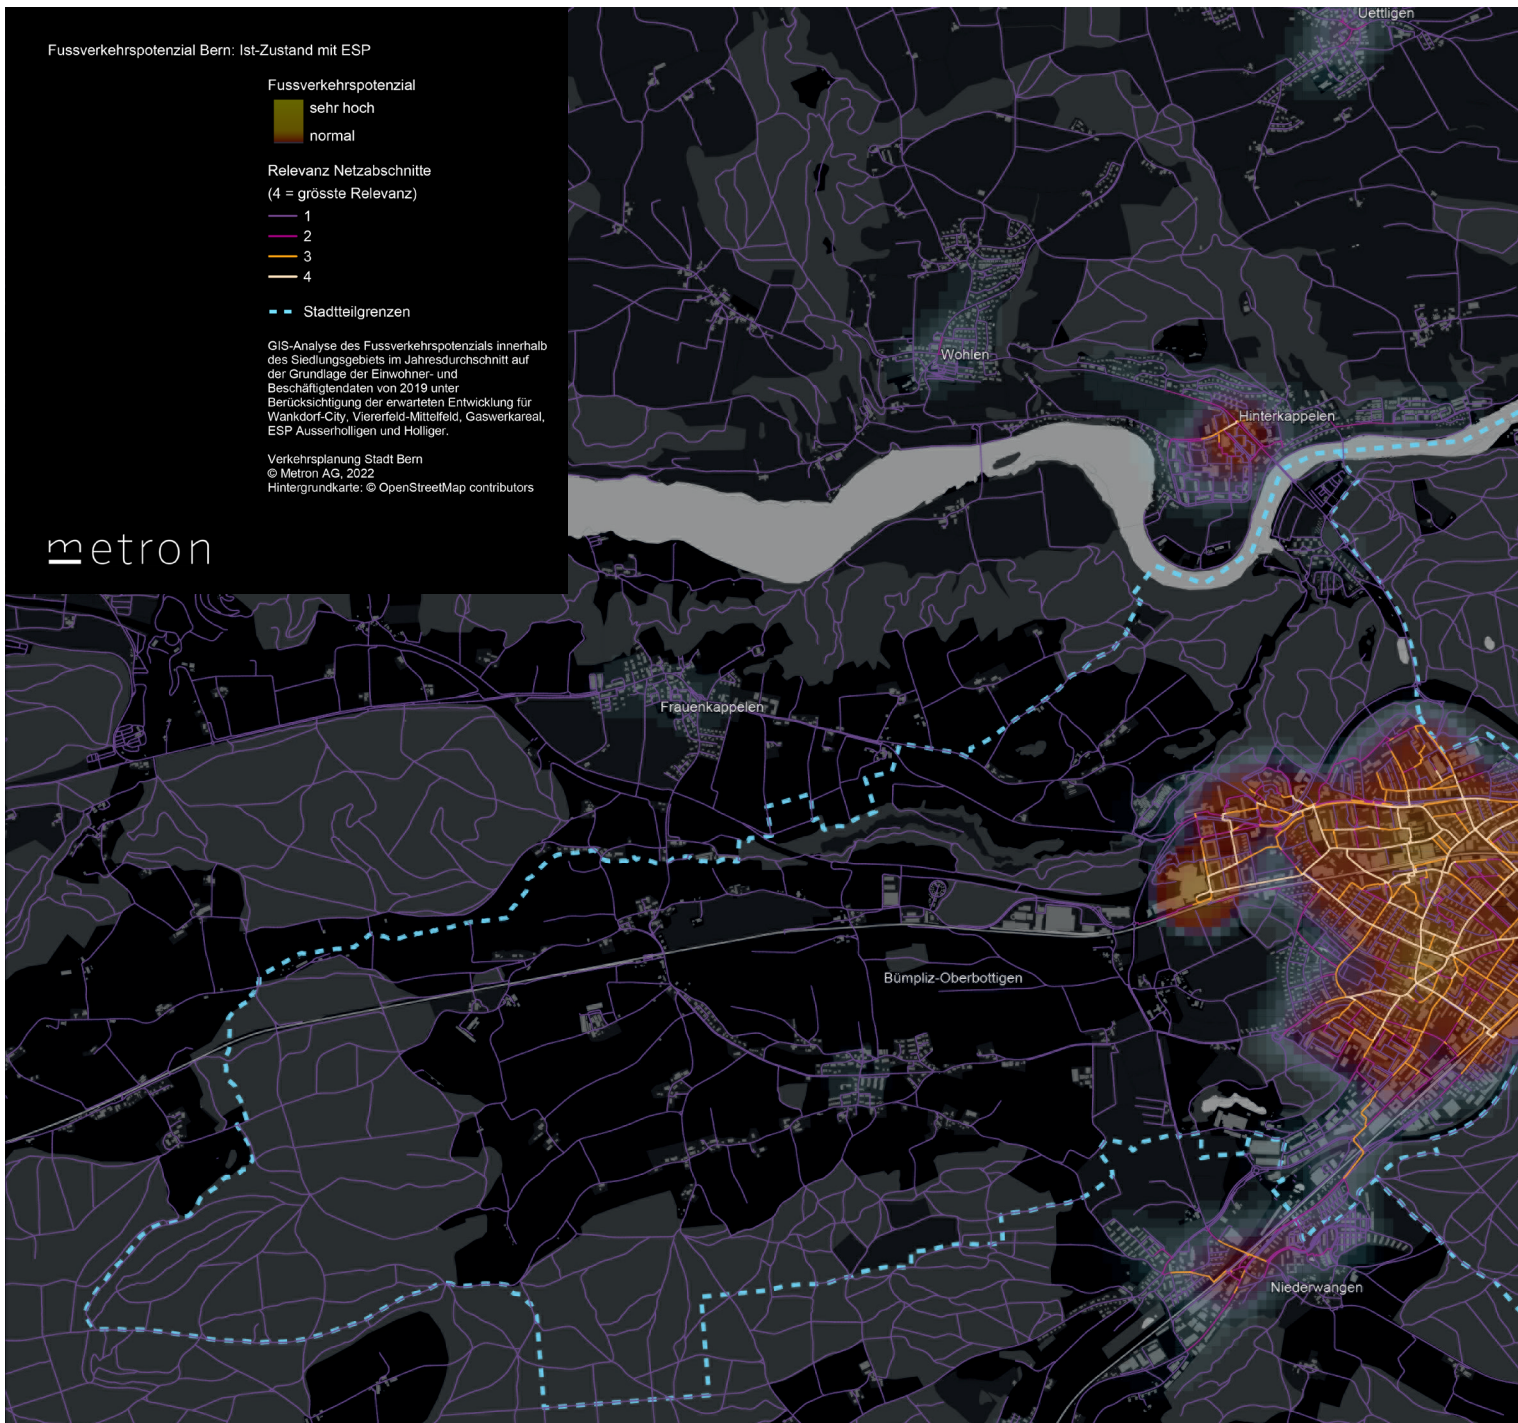 Fussverkehrspotenzial Bern: Ist-Zustand mit ESP
Fussverkehrspotenzial
sehr hoch
normal
Relevanz Netzabschnitte
(4 = grösste Relevanz)
1
2
3
4
Stadtteilgrenzen
GIS-Analyse des Fussverkehrspotenzials innerhalb
des Siedlungsgebiets im Jahresdurchschnitt auf
der Grundlage der Einwohner- und
Beschäftigtendaten von 2019 unter
Berücksichtigung der erwarteten Entwicklung für
Wankdorf-City, Viererfeld-Mittelfeld, Gaswerkareal,
ESP Ausserholligen und Holliger.
Verkehrsplanung Stadt Bern
© Metron AG, 2022
Hintergrundkarte: © OpenStreetMap contributors
metron
Uettligen
Wohlen
Hinterkappelen
Frauenkappelen
Bümpliz-Oberbottigen
Niederwangen